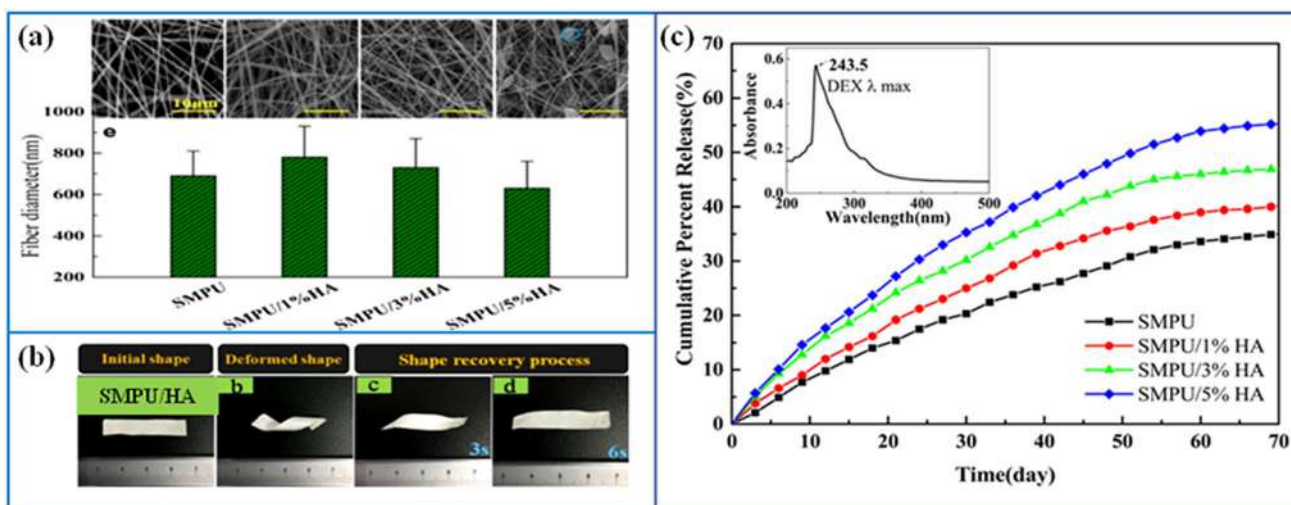 (a)
10μm
1000
800
600
400
200
Fiber diameter(nm)
e
SMPU
SMPU/1%HA
SMPU/3%HA
SMPU/5%HA
(b)
Initial shape
Deformed shape
Shape recovery process
SMPU/HA
b
c
d
3s
6s
(c)
70
60
50
40
30
20
10
0
Cumulative Percent Release(%)
0 10 20 30 40 50 60 70
Time(day)
0.6
0.4
0.2
0.0
Absorbance
243.5
DEX λ max
200 300 400 500
Wavelength(nm)
SMPU
SMPU/1% HA
SMPU/3% HA
SMPU/5% HA